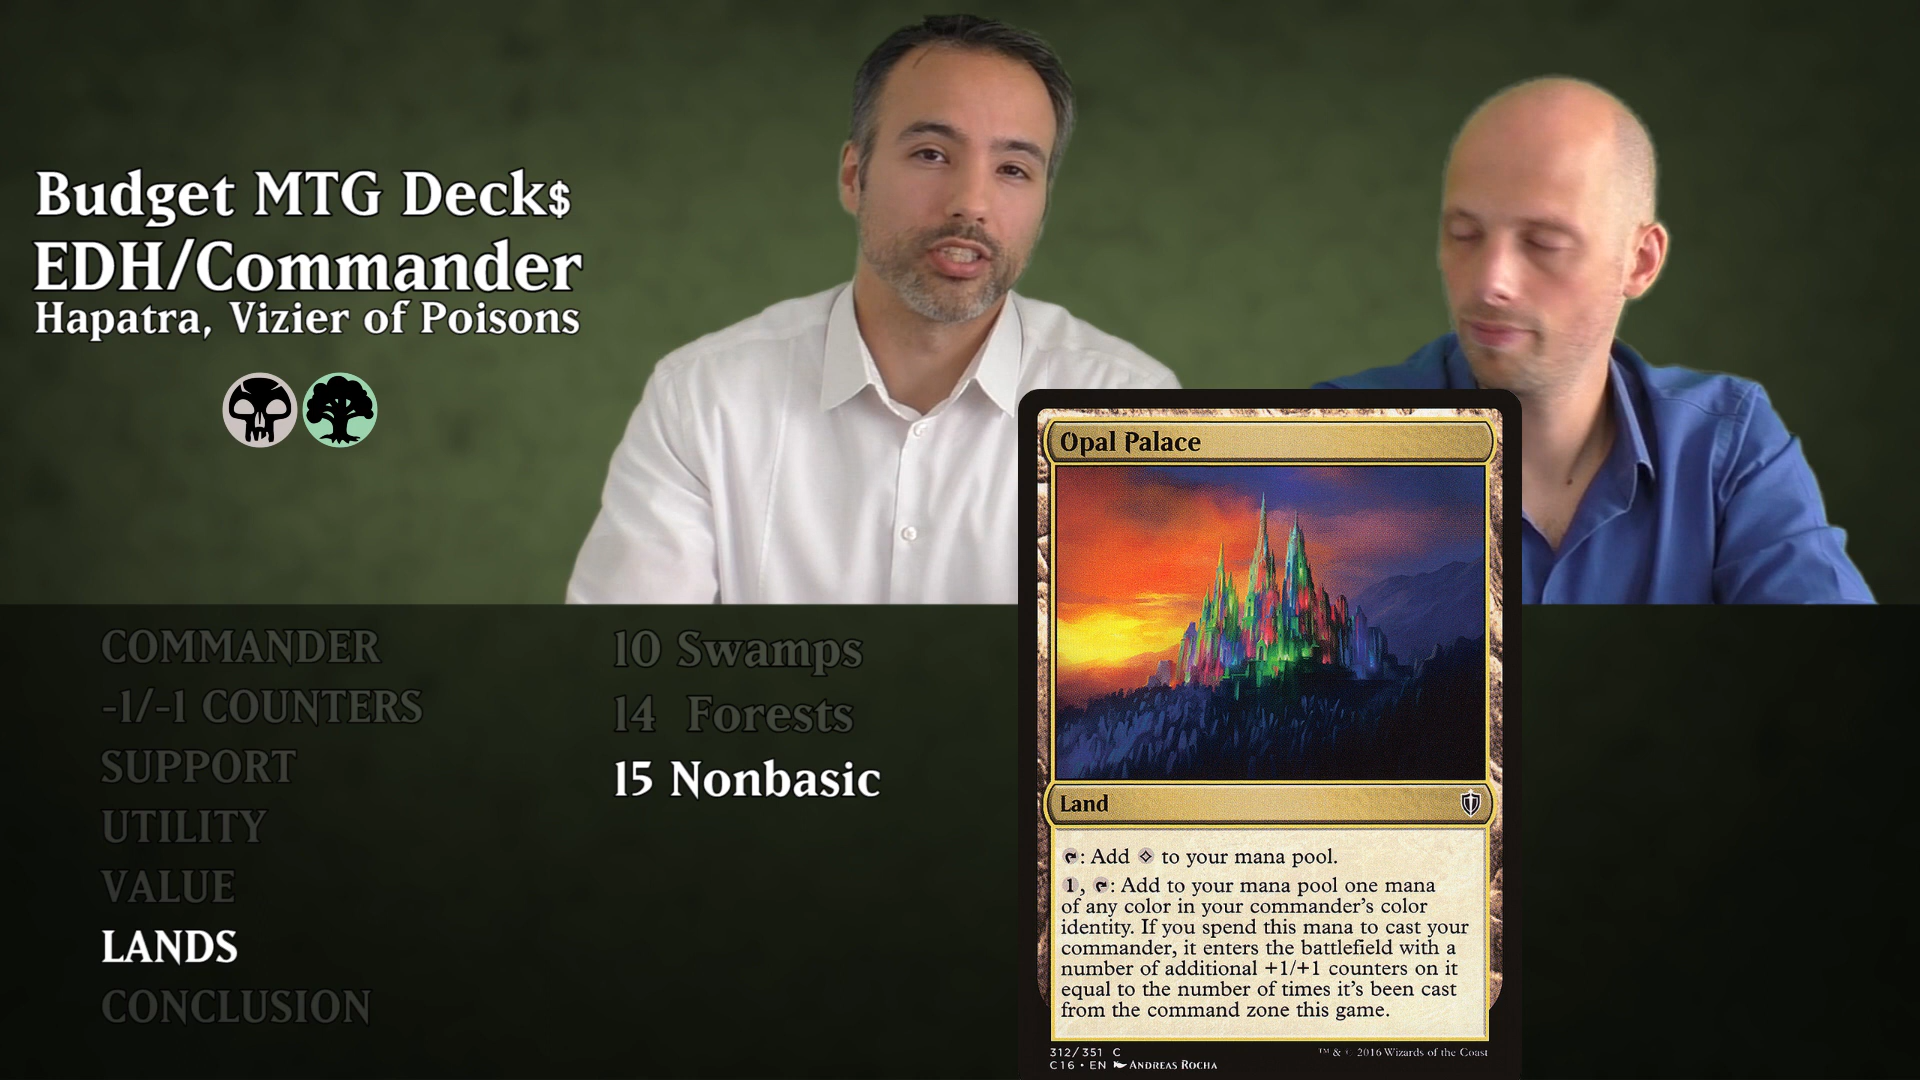 Budget MTG Deck$
EDH/Commander
Hapatra, Vizier of Poisons
COMMANDER
-1/-1 COUNTERS
SUPPORT
UTILITY
VALUE
LANDS
CONCLUSION
10 Swamps
14 Forests
15 Nonbasic
Opal Palace
Land
: Add to your mana pool.
1, : Add to your mana pool one mana
of any color in your commander's color
identity. If you spend this mana to cast your
commander, it enters the battlefield with a
number of additional +1/+1 counters on it
equal to the number of times it's been cast
from the command zone this game.
312/351 C
C16 • EN ANDREAS ROCHA
™ & © 2016 Wizards of the Coast